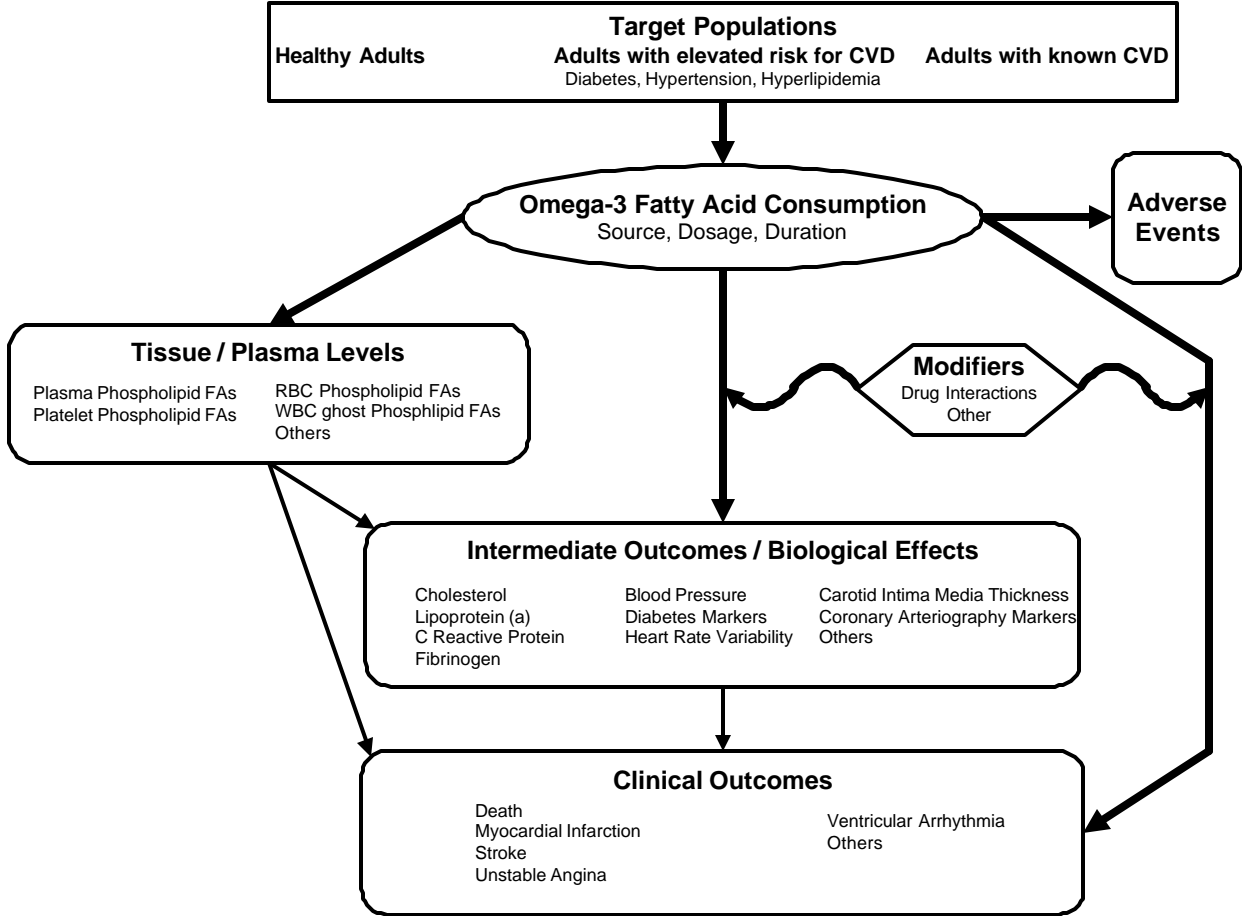 Target Populations
Healthy Adults
Adults with elevated risk for CVD
Adults with known CVD
Diabetes, Hypertension, Hyperlipidemia
Omega-3 Fatty Acid Consumption
Source, Dosage, Duration
Adverse
Events
Tissue / Plasma Levels
Plasma Phospholipid FAs
Platelet Phospholipid FAs
RBC Phospholipid FAs
WBC ghost Phosphlipid FAs
Others
Modifiers
Drug Interactions
Other
Intermediate Outcomes / Biological Effects
Cholesterol
Lipoprotein (a)
C Reactive Protein
Fibrinogen
Blood Pressure
Diabetes Markers
Heart Rate Variability
Carotid Intima Media Thickness
Coronary Arteriography Markers
Others
Clinical Outcomes
Death
Myocardial Infarction
Stroke
Unstable Angina
Ventricular Arrhythmia
Others